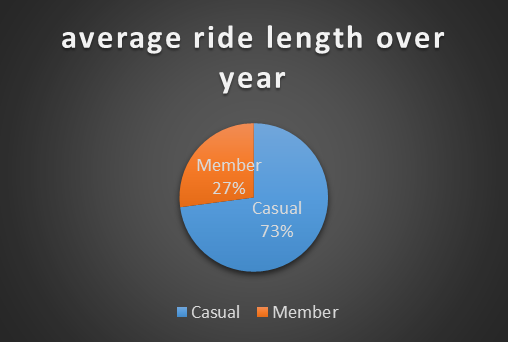 average ride length over
year
Member
27%
Casual
73%
Casual Member